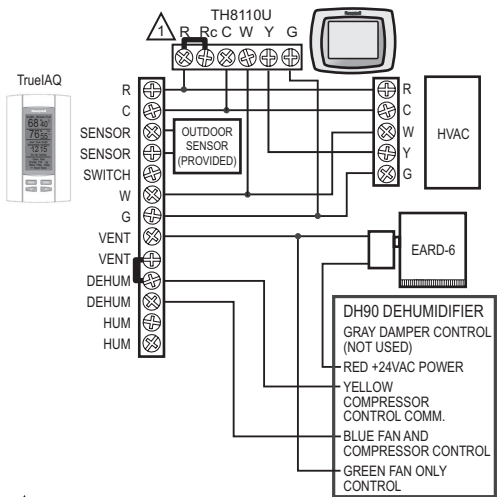 TH8110U
1
R Rc C W Y G
TrueIAQ
R
C
SENSOR
SENSOR
SWITCH
W
G
VENT
VENT
DEHUM
DEHUM
HUM
HUM
OUTDOOR
SENSOR
(PROVIDED)
R
C
W
Y
G
HVAC
EARD-6
DH90 DEHUMIDIFIER
GRAY DAMPER CONTROL
(NOT USED)
RED +24VAC POWER
YELLOW
COMPRESSOR
CONTROL COMM.
BLUE FAN AND
COMPRESSOR CONTROL
GREEN FAN ONLY
CONTROL